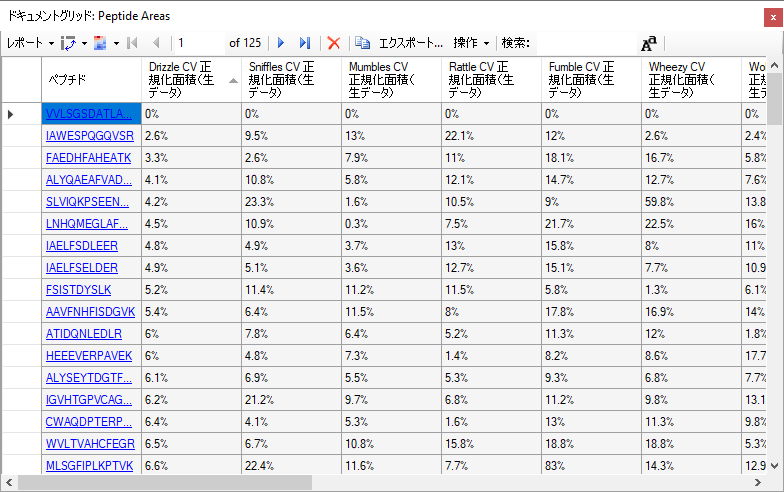 ドキュメントグリッド: Peptide Areas
レポート 1 of 125 エクスポート... 操作 検索: Aa
ペプチド Drizzle CV 正規化面積(生データ) Sniffles CV 正規化面積(生データ) Mumbles CV 正規化面積(生データ) Rattle CV 正規化面積(生データ) Fumble CV 正規化面積(生データ) Wheezy CV 正規化面積(生データ) Wo 正規 デー
VVLSGSDATLA... 0% 0% 0% 0% 0% 0% 0%
IAWESPQGQVSR 2.6% 9.5% 13% 22.1% 12% 2.6% 2.4%
FAEDHFAHEATK 3.3% 2.6% 7.9% 11% 18.1% 16.7% 5.8%
ALYQAEAFVAD... 4.1% 10.8% 5.8% 12.1% 14.7% 12.7% 7.6%
SLVIQKPSEEN... 4.2% 23.3% 1.6% 10.5% 9% 59.8% 13.8
LNHQMEGLAF... 4.5% 10.9% 0.3% 7.5% 21.7% 22.5% 16%
IAELFSDLEER 4.8% 4.9% 3.7% 13% 15.8% 8% 11%
IAELFSELDER 4.9% 5.1% 3.6% 12.7% 15.1% 7.7% 10.9
FSISTDYSLK 5.2% 11.4% 11.2% 11.5% 5.8% 1.3% 6.1%
AAVFNHFISDGVK 5.4% 6.4% 11.5% 8% 17.8% 16.9% 14%
ATIDQNLEDLR 6% 7.8% 6.4% 5.2% 11.3% 12% 1.8%
HEEEVERPAVEK 6% 4.8% 7.3% 1.4% 8.2% 8.6% 17.7
ALYSEYTDGTF... 6.1% 6.9% 5.5% 5.3% 9.3% 6.8% 7.7%
IGVHTGPVCAG... 6.2% 21.2% 9.7% 6.8% 11.2% 9.8% 13.1
CWAQDPTERP... 6.4% 4.1% 5.3% 1.6% 13% 11.3% 9.8%
WVLTVAHCFEGR 6.5% 6.7% 10.8% 15.8% 18.8% 18.8% 5.3%
MLSGFIPLKPTVK 6.6% 22.4% 11.6% 7.7% 83% 14.3% 12.9